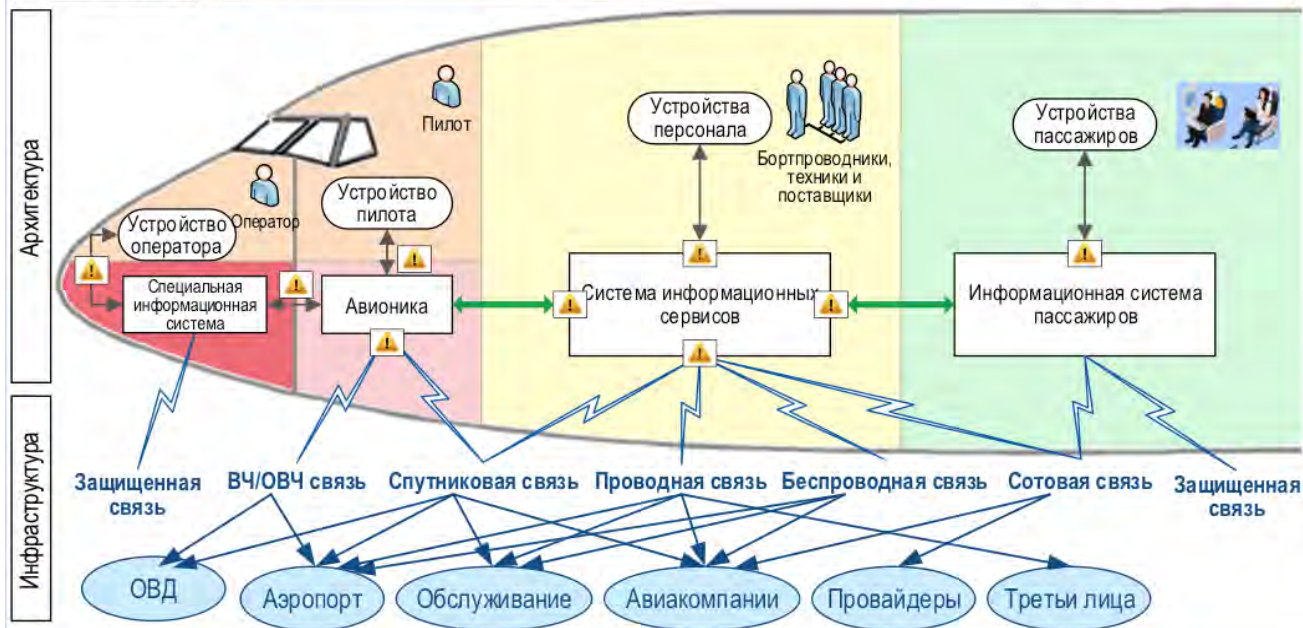 Архитектура
Пилот
Оператор
Устройство
оператора
Устройство
пилота
Устройства
персонала
Бортпроводники,
техники и
поставщики
Устройства
пассажиров
Специальная
информационная
система
Авионика
Система информационных
сервисов
Информационная система
пассажиров
Инфраструктура
Защищенная
связь
ВЧ/ОВЧ связь
Спутниковая связь
Проводная связь
Беспроводная связь
Сотовая связь
Защищенная
связь
ОВД
Аэропорт
Обслуживание
Авиакомпании
Провайдеры
Третьи лица